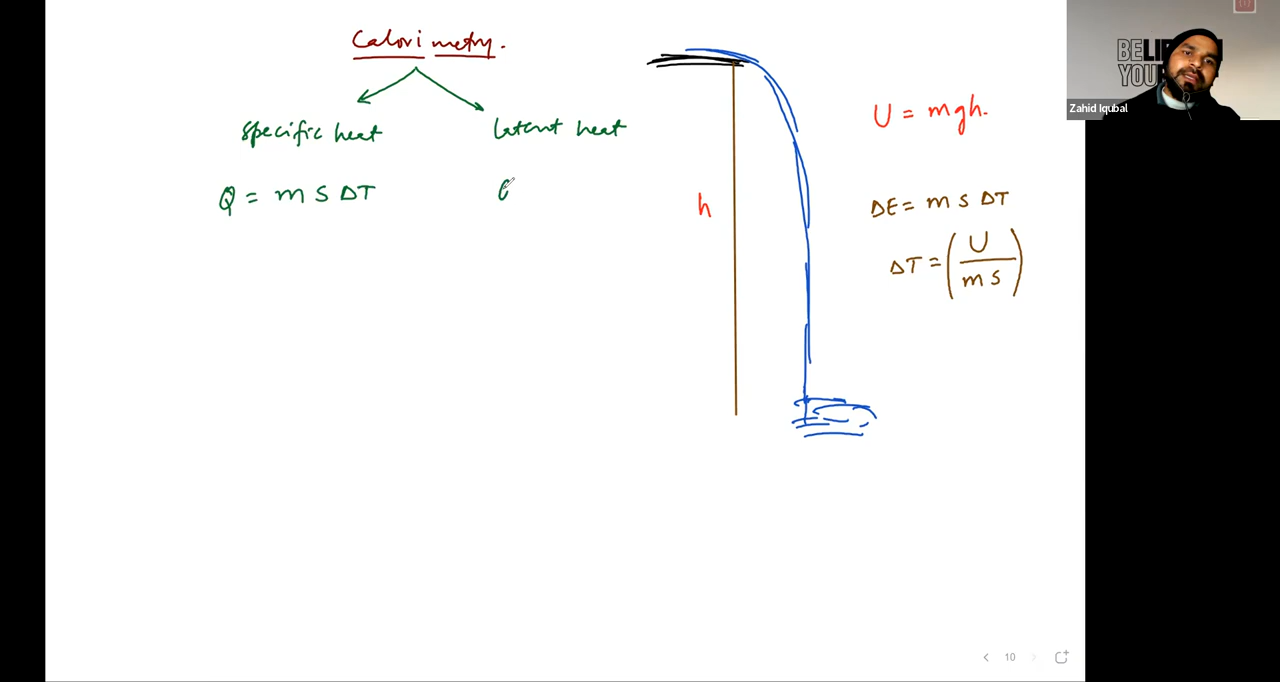 Calorimetry.
specific heat
latent heat
Q = m s ΔT
h
U = mgh.
ΔE = m s ΔT
ΔT = (U / m s)
Zahid Iqubal
10